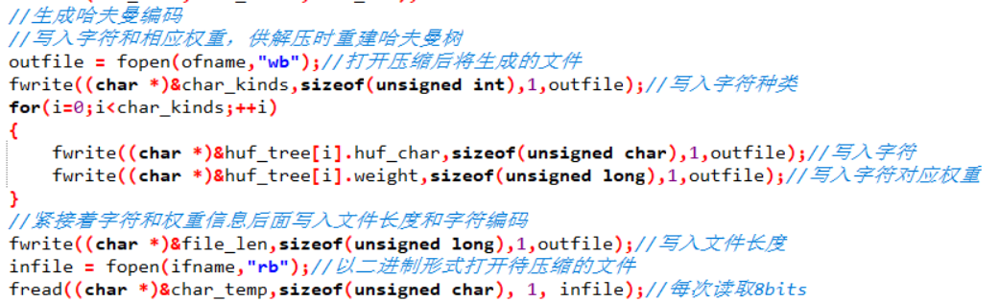 //生成哈夫曼编码
//写入字符和相应权重，供解压时重建哈夫曼树
outfile = fopen(ofname,"wb");//打开压缩后将生成的文件
fwrite((char *)&char_kinds,sizeof(unsigned int),1,outfile);//写入字符种类
for(i=0;i<char_kinds;++i)
{
    fwrite((char *)&huf_tree[i].huf_char,sizeof(unsigned char),1,outfile);//写入字符
    fwrite((char *)&huf_tree[i].weight,sizeof(unsigned long),1,outfile);//写入字符对应权重
}
//紧接着字符和权重信息后面写入文件长度和字符编码
fwrite((char *)&file_len,sizeof(unsigned long),1,outfile);//写入文件长度
infile = fopen(ifname,"rb");//以二进制形式打开待压缩的文件
fread((char *)&char_temp,sizeof(unsigned char), 1, infile);//每次读取8bits